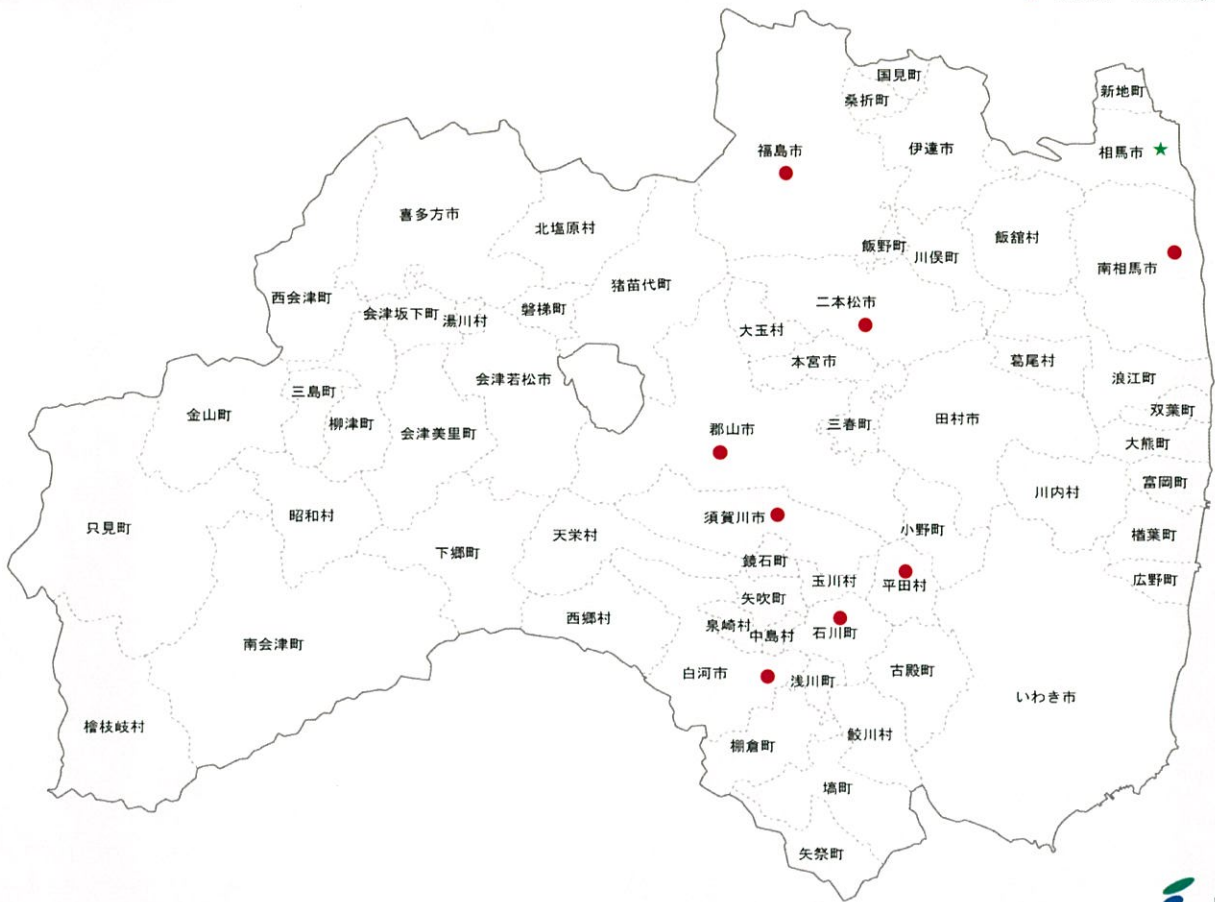 国見町
新地町
桑折町
福島市
伊達市
相馬市
喜多方市
北塩原村
飯野町
川俣町
飯舘村
南相馬市
猪苗代町
西会津町
会津坂下町
湯川村
磐梯町
二本松市
大玉村
本宮市
葛尾村
浪江町
会津若松市
三島町
金山町
柳津町
会津美里町
双葉町
郡山市
三春町
田村市
大熊町
富岡町
川内村
只見町
昭和村
須賀川市
小野町
楢葉町
天栄村
下郷町
鏡石町
玉川村
平田村
広野町
矢吹町
西郷村
泉崎村
中島村
石川町
南会津町
白河市
浅川町
古殿町
いわき市
檜枝岐村
棚倉町
鮫川村
塙町
矢祭町